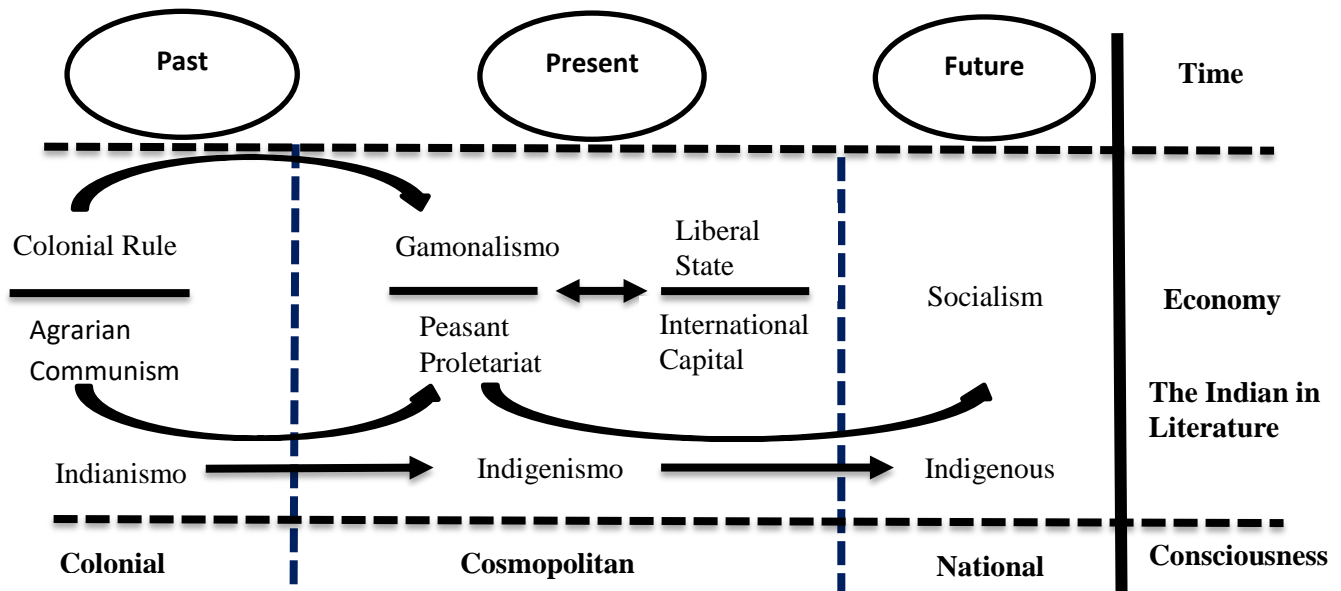 Past
Present
Future
Time
Colonial Rule
Gamonalismo
Liberal
State
Agrarian
Communism
Peasant
Proletariat
International
Capital
Socialism
Economy
The Indian in
Literature
Indianismo
Indigenismo
Indigenous
Colonial
Cosmopolitan
National
Consciousness